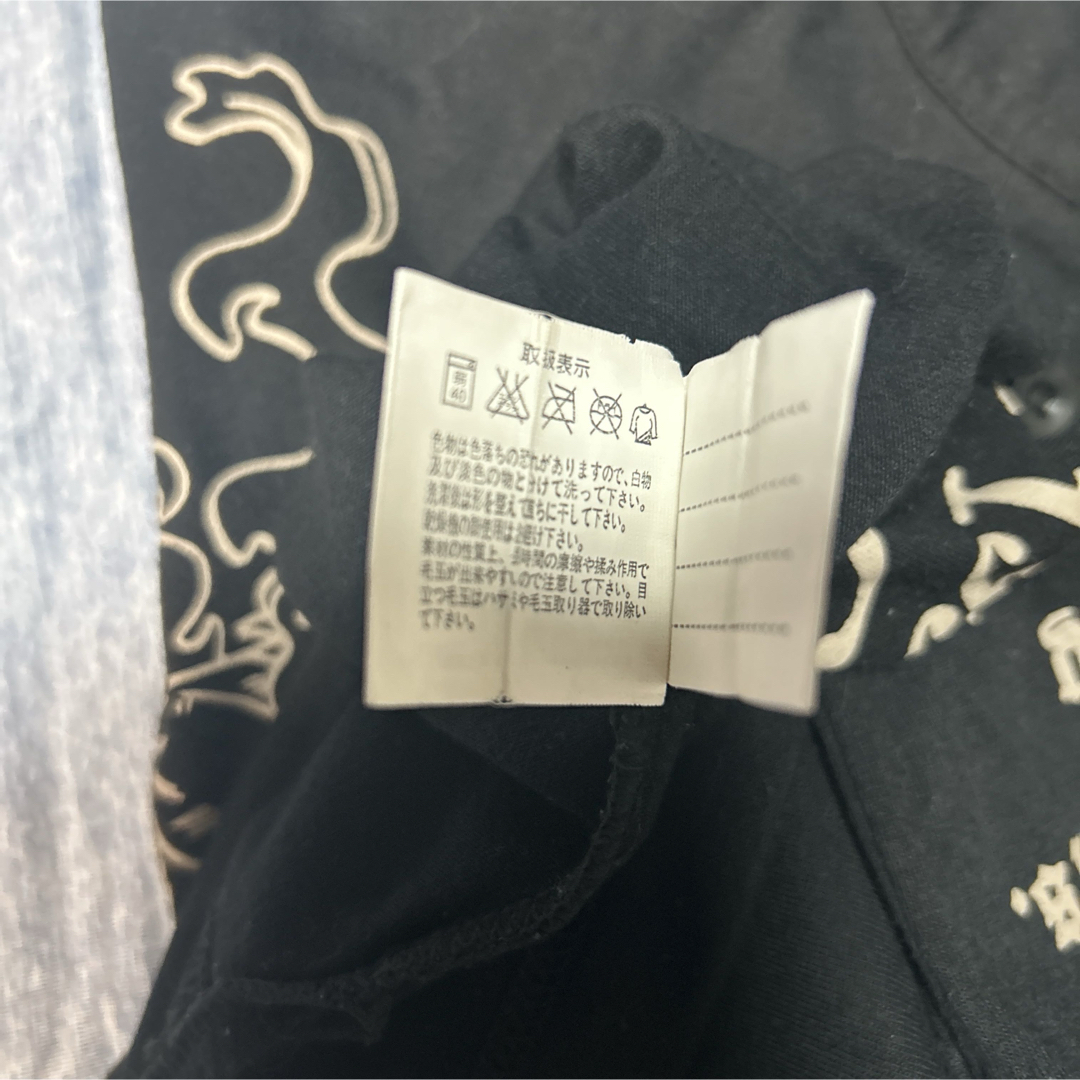 取扱表示
40
色物は色落ちの恐れがありますので、白物
及び淡色の物と分けて洗って下さい。
洗濯後は形を整えて直ちに干して下さい。
乾燥機の御使用はお避け下さい。
素材の性質上、長時間の摩擦や揉み作用で
毛玉が出来やすいので注意して下さい。目
立つ毛玉はハサミや毛玉取り器で取り除い
て下さい。